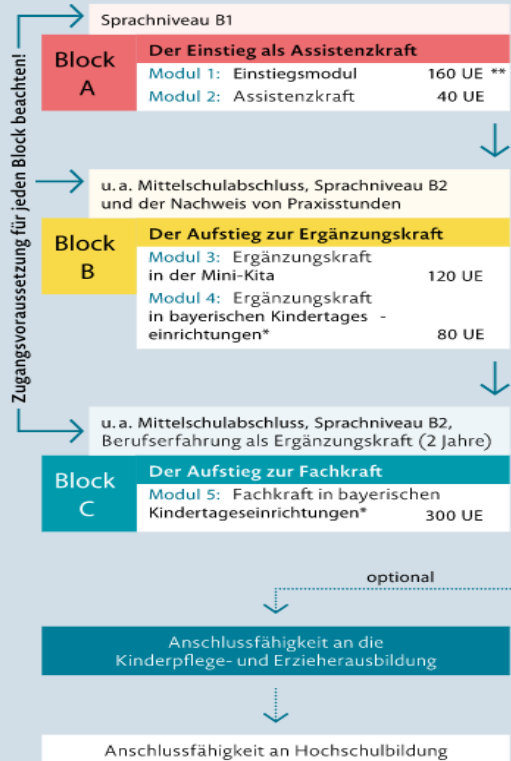 Zugangsvoraussetzung für jeden Block beachten!
Sprachniveau B1
Block
A
Der Einstieg als Assistenzkraft
Modul 1: Einstiegsmodul 160 UE **
Modul 2: Assistenzkraft 40 UE
u. a. Mittelschulabschluss, Sprachniveau B2
und der Nachweis von Praxisstunden
Block
B
Der Aufstieg zur Ergänzungskraft
Modul 3: Ergänzungskraft
in der Mini-Kita 120 UE
Modul 4: Ergänzungskraft
in bayerischen Kindertages -
einrichtungen* 80 UE
u. a. Mittelschulabschluss, Sprachniveau B2,
Berufserfahrung als Ergänzungskraft (2 Jahre)
Block
C
Der Aufstieg zur Fachkraft
Modul 5: Fachkraft in bayerischen
Kindertageseinrichtungen* 300 UE
optional
Anschlussfähigkeit an die
Kinderpflege- und Erzieherausbildung
Anschlussfähigkeit an Hochschulbildung